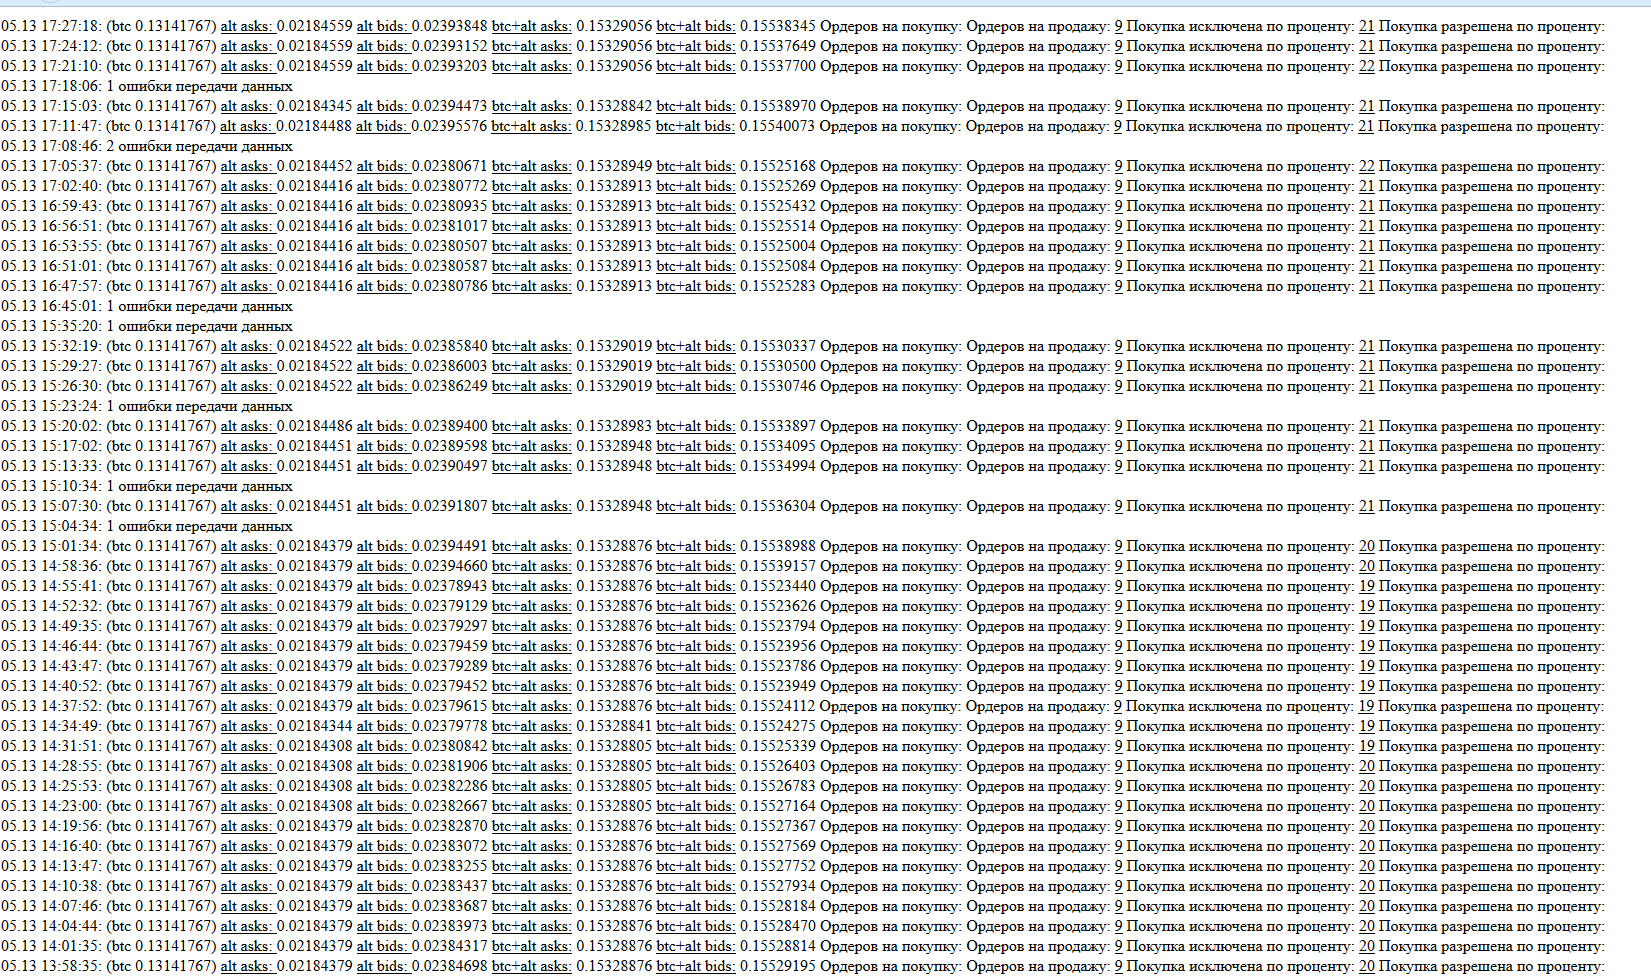 05.13 17:27:18: (btc 0.13141767) alt asks: 0.02184559 alt bids: 0.02393848 btc+alt asks: 0.15329056 btc+alt bids: 0.15538345 Ордеров на покупку: Ордеров на продажу: 9 Покупка исключена по проценту: 21 Покупка разрешена по проценту:
05.13 17:24:12: (btc 0.13141767) alt asks: 0.02184559 alt bids: 0.02393152 btc+alt asks: 0.15329056 btc+alt bids: 0.15537649 Ордеров на покупку: Ордеров на продажу: 9 Покупка исключена по проценту: 21 Покупка разрешена по проценту:
05.13 17:21:10: (btc 0.13141767) alt asks: 0.02184559 alt bids: 0.02393203 btc+alt asks: 0.15329056 btc+alt bids: 0.15537700 Ордеров на покупку: Ордеров на продажу: 9 Покупка исключена по проценту: 22 Покупка разрешена по проценту:
05.13 17:18:06: 1 ошибки передачи данных
05.13 17:15:03: (btc 0.13141767) alt asks: 0.02184345 alt bids: 0.02394473 btc+alt asks: 0.15328842 btc+alt bids: 0.15538970 Ордеров на покупку: Ордеров на продажу: 9 Покупка исключена по проценту: 21 Покупка разрешена по проценту:
05.13 17:11:47: (btc 0.13141767) alt asks: 0.02184488 alt bids: 0.02395576 btc+alt asks: 0.15328985 btc+alt bids: 0.15540073 Ордеров на покупку: Ордеров на продажу: 9 Покупка исключена по проценту: 21 Покупка разрешена по проценту:
05.13 17:08:46: 2 ошибки передачи данных
05.13 17:05:37: (btc 0.13141767) alt asks: 0.02184452 alt bids: 0.02380671 btc+alt asks: 0.15328949 btc+alt bids: 0.15525168 Ордеров на покупку: Ордеров на продажу: 9 Покупка исключена по проценту: 22 Покупка разрешена по проценту:
05.13 17:02:40: (btc 0.13141767) alt asks: 0.02184416 alt bids: 0.02380772 btc+alt asks: 0.15328913 btc+alt bids: 0.15525269 Ордеров на покупку: Ордеров на продажу: 9 Покупка исключена по проценту: 21 Покупка разрешена по проценту:
05.13 16:59:43: (btc 0.13141767) alt asks: 0.02184416 alt bids: 0.02380935 btc+alt asks: 0.15328913 btc+alt bids: 0.15525432 Ордеров на покупку: Ордеров на продажу: 9 Покупка исключена по проценту: 21 Покупка разрешена по проценту:
05.13 16:56:51: (btc 0.13141767) alt asks: 0.02184416 alt bids: 0.02381017 btc+alt asks: 0.15328913 btc+alt bids: 0.15525514 Ордеров на покупку: Ордеров на продажу: 9 Покупка исключена по проценту: 21 Покупка разрешена по проценту:
05.13 16:53:55: (btc 0.13141767) alt asks: 0.02184416 alt bids: 0.02380507 btc+alt asks: 0.15328913 btc+alt bids: 0.15525004 Ордеров на покупку: Ордеров на продажу: 9 Покупка исключена по проценту: 21 Покупка разрешена по проценту:
05.13 16:51:01: (btc 0.13141767) alt asks: 0.02184416 alt bids: 0.02380587 btc+alt asks: 0.15328913 btc+alt bids: 0.15525084 Ордеров на покупку: Ордеров на продажу: 9 Покупка исключена по проценту: 21 Покупка разрешена по проценту:
05.13 16:47:57: (btc 0.13141767) alt asks: 0.02184416 alt bids: 0.02380786 btc+alt asks: 0.15328913 btc+alt bids: 0.15525283 Ордеров на покупку: Ордеров на продажу: 9 Покупка исключена по проценту: 21 Покупка разрешена по проценту:
05.13 16:45:01: 1 ошибки передачи данных
05.13 15:35:20: 1 ошибки передачи данных
05.13 15:32:19: (btc 0.13141767) alt asks: 0.02184522 alt bids: 0.02385840 btc+alt asks: 0.15329019 btc+alt bids: 0.15530337 Ордеров на покупку: Ордеров на продажу: 9 Покупка исключена по проценту: 21 Покупка разрешена по проценту:
05.13 15:29:27: (btc 0.13141767) alt asks: 0.02184522 alt bids: 0.02386003 btc+alt asks: 0.15329019 btc+alt bids: 0.15530500 Ордеров на покупку: Ордеров на продажу: 9 Покупка исключена по проценту: 21 Покупка разрешена по проценту:
05.13 15:26:30: (btc 0.13141767) alt asks: 0.02184522 alt bids: 0.02386249 btc+alt asks: 0.15329019 btc+alt bids: 0.15530746 Ордеров на покупку: Ордеров на продажу: 9 Покупка исключена по проценту: 21 Покупка разрешена по проценту:
05.13 15:23:24: 1 ошибки передачи данных
05.13 15:20:02: (btc 0.13141767) alt asks: 0.02184486 alt bids: 0.02389400 btc+alt asks: 0.15328983 btc+alt bids: 0.15533897 Ордеров на покупку: Ордеров на продажу: 9 Покупка исключена по проценту: 21 Покупка разрешена по проценту:
05.13 15:17:02: (btc 0.13141767) alt asks: 0.02184451 alt bids: 0.02389598 btc+alt asks: 0.15328948 btc+alt bids: 0.15534095 Ордеров на покупку: Ордеров на продажу: 9 Покупка исключена по проценту: 21 Покупка разрешена по проценту:
05.13 15:13:33: (btc 0.13141767) alt asks: 0.02184451 alt bids: 0.02390497 btc+alt asks: 0.15328948 btc+alt bids: 0.15534994 Ордеров на покупку: Ордеров на продажу: 9 Покупка исключена по проценту: 21 Покупка разрешена по проценту:
05.13 15:10:34: 1 ошибки передачи данных
05.13 15:07:30: (btc 0.13141767) alt asks: 0.02184451 alt bids: 0.02391807 btc+alt asks: 0.15328948 btc+alt bids: 0.15536304 Ордеров на покупку: Ордеров на продажу: 9 Покупка исключена по проценту: 21 Покупка разрешена по проценту:
05.13 15:04:34: 1 ошибки передачи данных
05.13 15:01:34: (btc 0.13141767) alt asks: 0.02184379 alt bids: 0.02394491 btc+alt asks: 0.15328876 btc+alt bids: 0.15538988 Ордеров на покупку: Ордеров на продажу: 9 Покупка исключена по проценту: 20 Покупка разрешена по проценту:
05.13 14:58:36: (btc 0.13141767) alt asks: 0.02184379 alt bids: 0.02394660 btc+alt asks: 0.15328876 btc+alt bids: 0.15539157 Ордеров на покупку: Ордеров на продажу: 9 Покупка исключена по проценту: 20 Покупка разрешена по проценту:
05.13 14:55:41: (btc 0.13141767) alt asks: 0.02184379 alt bids: 0.02378943 btc+alt asks: 0.15328876 btc+alt bids: 0.15523440 Ордеров на покупку: Ордеров на продажу: 9 Покупка исключена по проценту: 19 Покупка разрешена по проценту:
05.13 14:52:32: (btc 0.13141767) alt asks: 0.02184379 alt bids: 0.02379129 btc+alt asks: 0.15328876 btc+alt bids: 0.15523626 Ордеров на покупку: Ордеров на продажу: 9 Покупка исключена по проценту: 19 Покупка разрешена по проценту:
05.13 14:49:35: (btc 0.13141767) alt asks: 0.02184379 alt bids: 0.02379297 btc+alt asks: 0.15328876 btc+alt bids: 0.15523794 Ордеров на покупку: Ордеров на продажу: 9 Покупка исключена по проценту: 19 Покупка разрешена по проценту:
05.13 14:46:44: (btc 0.13141767) alt asks: 0.02184379 alt bids: 0.02379459 btc+alt asks: 0.15328876 btc+alt bids: 0.15523956 Ордеров на покупку: Ордеров на продажу: 9 Покупка исключена по проценту: 19 Покупка разрешена по проценту:
05.13 14:43:47: (btc 0.13141767) alt asks: 0.02184379 alt bids: 0.02379289 btc+alt asks: 0.15328876 btc+alt bids: 0.15523786 Ордеров на покупку: Ордеров на продажу: 9 Покупка исключена по проценту: 19 Покупка разрешена по проценту:
05.13 14:40:52: (btc 0.13141767) alt asks: 0.02184379 alt bids: 0.02379452 btc+alt asks: 0.15328876 btc+alt bids: 0.15523949 Ордеров на покупку: Ордеров на продажу: 9 Покупка исключена по проценту: 19 Покупка разрешена по проценту:
05.13 14:37:52: (btc 0.13141767) alt asks: 0.02184379 alt bids: 0.02379615 btc+alt asks: 0.15328876 btc+alt bids: 0.15524112 Ордеров на покупку: Ордеров на продажу: 9 Покупка исключена по проценту: 19 Покупка разрешена по проценту:
05.13 14:34:49: (btc 0.13141767) alt asks: 0.02184344 alt bids: 0.02379778 btc+alt asks: 0.15328841 btc+alt bids: 0.15524275 Ордеров на покупку: Ордеров на продажу: 9 Покупка исключена по проценту: 19 Покупка разрешена по проценту:
05.13 14:31:51: (btc 0.13141767) alt asks: 0.02184308 alt bids: 0.02380842 btc+alt asks: 0.15328805 btc+alt bids: 0.15525339 Ордеров на покупку: Ордеров на продажу: 9 Покупка исключена по проценту: 19 Покупка разрешена по проценту:
05.13 14:28:55: (btc 0.13141767) alt asks: 0.02184308 alt bids: 0.02381906 btc+alt asks: 0.15328805 btc+alt bids: 0.15526403 Ордеров на покупку: Ордеров на продажу: 9 Покупка исключена по проценту: 20 Покупка разрешена по проценту:
05.13 14:25:53: (btc 0.13141767) alt asks: 0.02184308 alt bids: 0.02382286 btc+alt asks: 0.15328805 btc+alt bids: 0.15526783 Ордеров на покупку: Ордеров на продажу: 9 Покупка исключена по проценту: 20 Покупка разрешена по проценту:
05.13 14:23:00: (btc 0.13141767) alt asks: 0.02184308 alt bids: 0.02382667 btc+alt asks: 0.15328805 btc+alt bids: 0.15527164 Ордеров на покупку: Ордеров на продажу: 9 Покупка исключена по проценту: 20 Покупка разрешена по проценту:
05.13 14:19:56: (btc 0.13141767) alt asks: 0.02184379 alt bids: 0.02382870 btc+alt asks: 0.15328876 btc+alt bids: 0.15527367 Ордеров на покупку: Ордеров на продажу: 9 Покупка исключена по проценту: 20 Покупка разрешена по проценту:
05.13 14:16:40: (btc 0.13141767) alt asks: 0.02184379 alt bids: 0.02383072 btc+alt asks: 0.15328876 btc+alt bids: 0.15527569 Ордеров на покупку: Ордеров на продажу: 9 Покупка исключена по проценту: 20 Покупка разрешена по проценту:
05.13 14:13:47: (btc 0.13141767) alt asks: 0.02184379 alt bids: 0.02383255 btc+alt asks: 0.15328876 btc+alt bids: 0.15527752 Ордеров на покупку: Ордеров на продажу: 9 Покупка исключена по проценту: 20 Покупка разрешена по проценту:
05.13 14:10:38: (btc 0.13141767) alt asks: 0.02184379 alt bids: 0.02383437 btc+alt asks: 0.15328876 btc+alt bids: 0.15527934 Ордеров на покупку: Ордеров на продажу: 9 Покупка исключена по проценту: 20 Покупка разрешена по проценту:
05.13 14:07:46: (btc 0.13141767) alt asks: 0.02184379 alt bids: 0.02383687 btc+alt asks: 0.15328876 btc+alt bids: 0.15528184 Ордеров на покупку: Ордеров на продажу: 9 Покупка исключена по проценту: 20 Покупка разрешена по проценту:
05.13 14:04:44: (btc 0.13141767) alt asks: 0.02184379 alt bids: 0.02383973 btc+alt asks: 0.15328876 btc+alt bids: 0.15528470 Ордеров на покупку: Ордеров на продажу: 9 Покупка исключена по проценту: 20 Покупка разрешена по проценту:
05.13 14:01:35: (btc 0.13141767) alt asks: 0.02184379 alt bids: 0.02384317 btc+alt asks: 0.15328876 btc+alt bids: 0.15528814 Ордеров на покупку: Ордеров на продажу: 9 Покупка исключена по проценту: 20 Покупка разрешена по проценту:
05.13 13:58:35: (btc 0.13141767) alt asks: 0.02184379 alt bids: 0.02384698 btc+alt asks: 0.15328876 btc+alt bids: 0.15529195 Ордеров на покупку: Ордеров на продажу: 9 Покупка исключена по проценту: 20 Покупка разрешена по проценту: